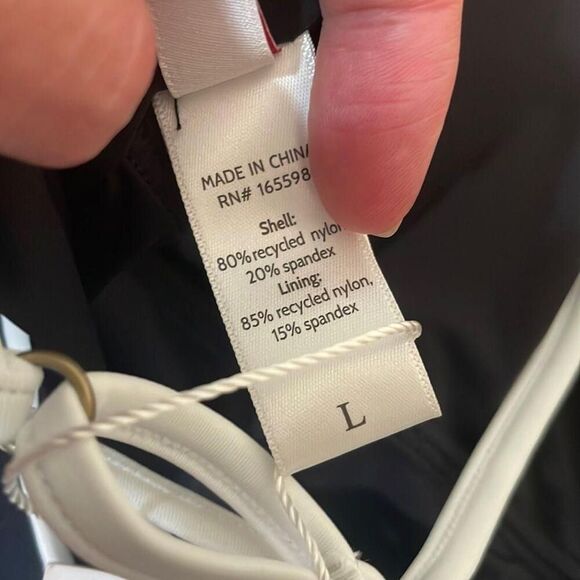 MADE IN CHINA
RN# 165598
Shell:
80% recycled nylon,
20% spandex
Lining:
85% recycled nylon,
15% spandex
L